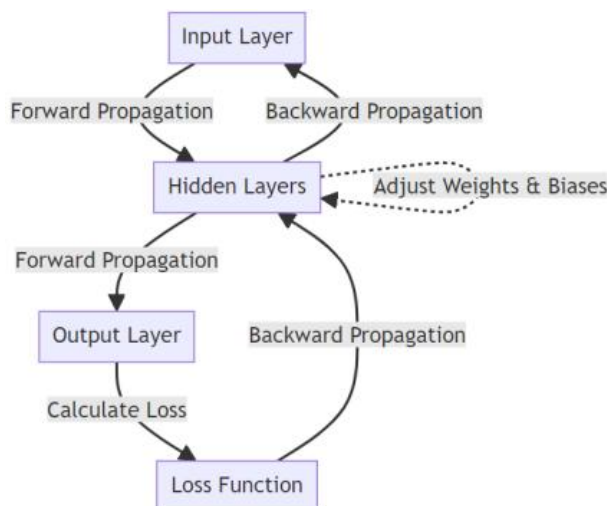 Input Layer
Forward Propagation
Backward Propagation
Hidden Layers
Adjust Weights & Biases
Forward Propagation
Output Layer
Backward Propagation
Calculate Loss
Loss Function